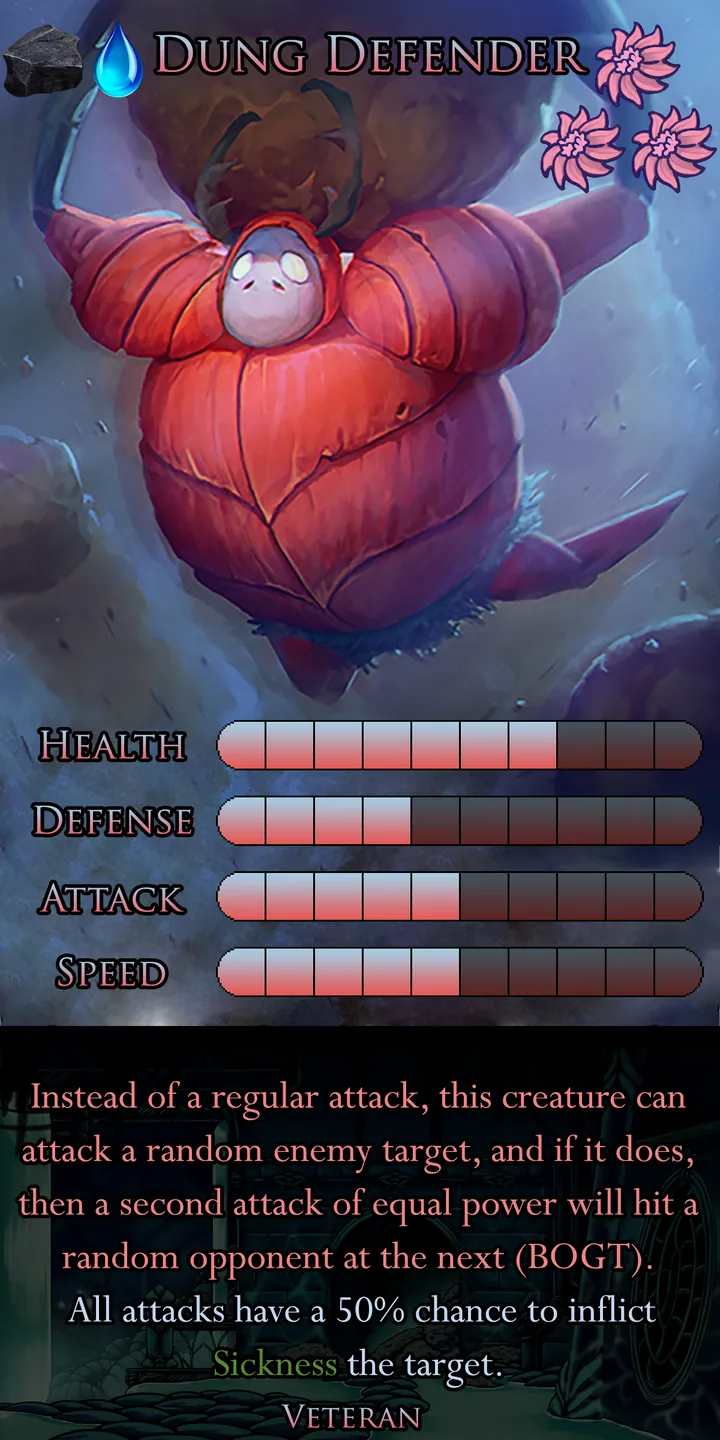 Dung Defender
Health
Defense
Attack
Speed
Instead of a regular attack, this creature can
attack a random enemy target, and if it does,
then a second attack of equal power will hit a
random opponent at the next (BOGT).
All attacks have a 50% chance to inflict
Sickness the target.
Veteran